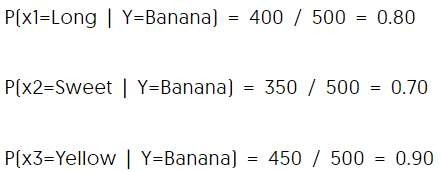 P(x1=Long | Y=Banana) = 400 / 500 = 0.80
P(x2=Sweet | Y=Banana) = 350 / 500 = 0.70
P(x3=Yellow | Y=Banana) = 450 / 500 = 0.90